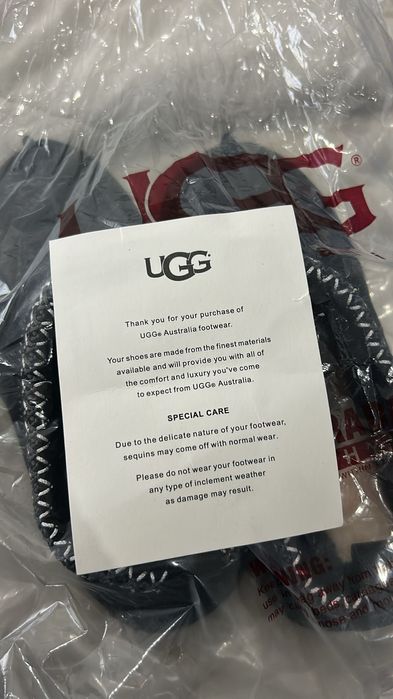 UGG®
UGG
Thank you for your purchase of
UGG® Australia footwear.
Your shoes are made from the finest materials
available and will provide you with all of
the comfort and luxury you've come
to expect from UGG® Australia.
SPECIAL CARE
Due to the delicate nature of your footwear,
sequins may come off with normal wear.
Please do not wear your footwear in
any type of inclement weather
as damage may result.
WARNING: